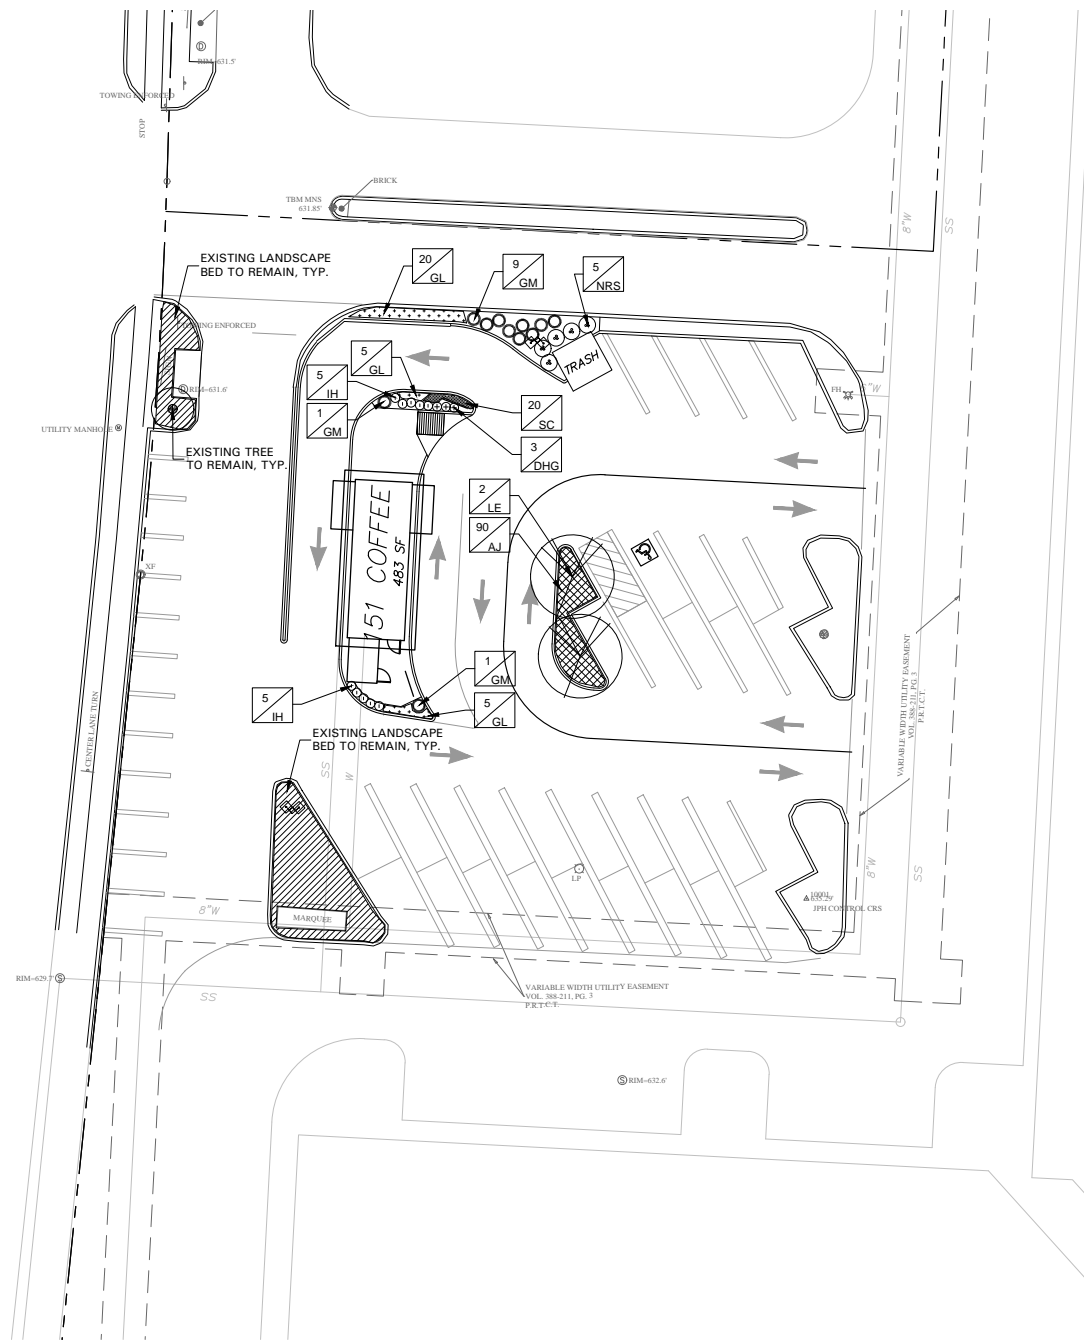 RIM=631.5'
TOWING ENFORCED
STOP
BRICK
TBM MNS
631.85'
8"W
SS
EXISTING LANDSCAPE
BED TO REMAIN, TYP.
20
GL
9
GM
5
NRS
TOWING ENFORCED
TRASH
5
GL
5
IH
1
GM
20
SC
3
DHG
RIM=631.6'
FH
6"W
UTILITY MANHOLE
EXISTING TREE
TO REMAIN, TYP.
2
LE
90
AJ
151 COFFEE
483 SF
XF
1
GM
5
GL
5
IH
VARIABLE WIDTH UTILITY EASEMENT
VOL. 388-211, PG. 3
P.R.T.C.T.
CENTER LANE TURN
EXISTING LANDSCAPE
BED TO REMAIN, TYP.
SS
W
LP
8"W
SS
10001
635.29'
JPH CONTROL CRS
8"W
MARQUEE
RIM=629.7'
S
SS
VARIABLE WIDTH UTILITY EASEMENT
VOL. 388-211, PG. 3
P.R.T.C.T.
S
RIM=632.6'